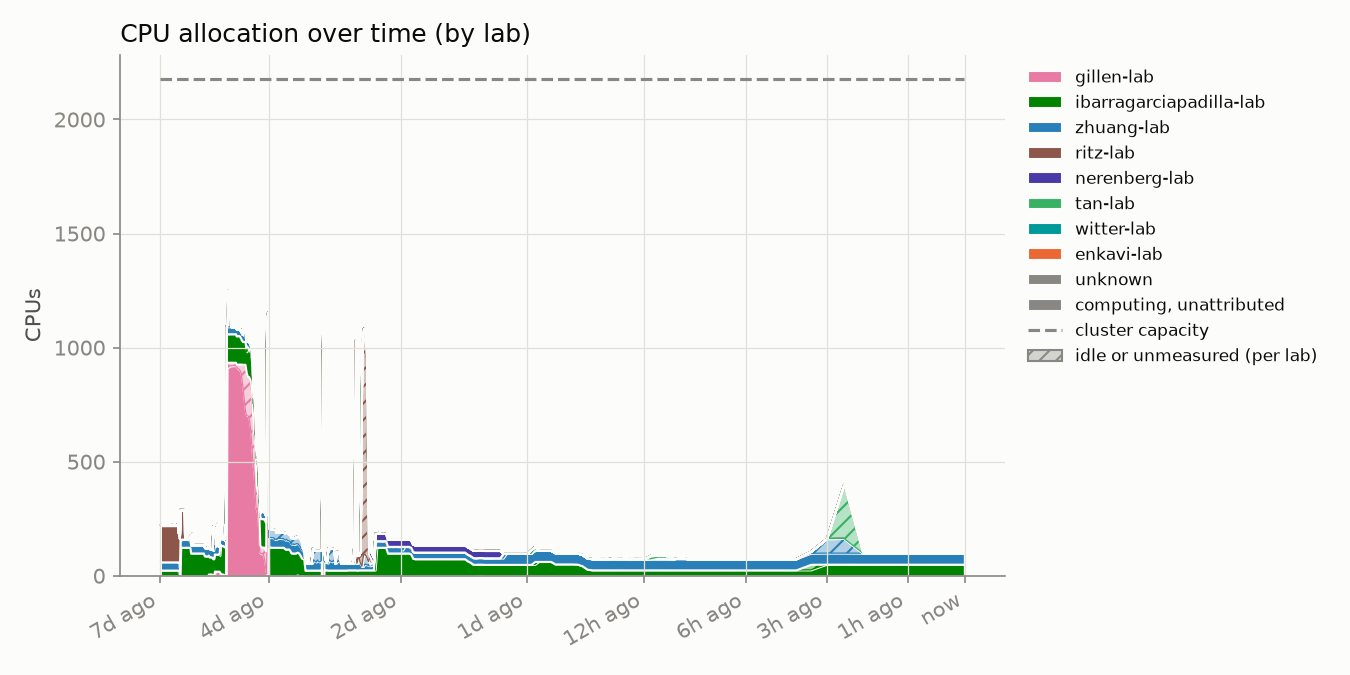 CPU allocation over time (by lab)
CPUs
2000
1500
1000
500
0
7d ago
4d ago
2d ago
1d ago
12h ago
6h ago
3h ago
1h ago
now
gillen-lab
ibarragarciapadilla-lab
zhuang-lab
ritz-lab
nerenberg-lab
tan-lab
witter-lab
enkavi-lab
unknown
computing, unattributed
cluster capacity
idle or unmeasured (per lab)